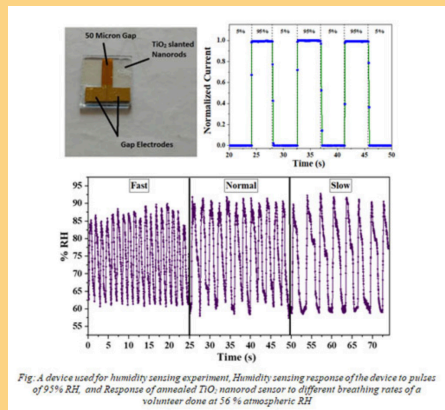 50 Micron Gap
TiO₂ slanted
Nanorods
Gap Electrodes
Normalized Current
5% 95% 5% 95% 5% 95% 5%
1.0
0.8
0.6
0.4
0.2
0.0
20 25 30 35 40 45 50
Time (s)
Fast Normal Slow
% RH
95
90
85
80
75
70
65
60
55
0 5 10 15 20 25 30 35 40 45 50 55 60 65 70
Time (s)
Fig: A device used for humidity sensing experiment, Humidity sensing response of the device to pulses
of 95% RH, and Response of annealed TiO₂ nanorod sensor to different breathing rates of a
volunteer done at 56 % atmospheric RH